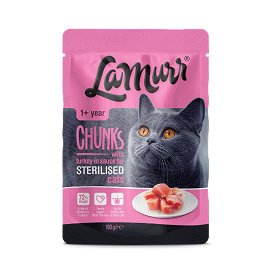 LaMurr®
1+ year
CHUNKS
with
turkey in sauce for
STERILISED
cats
100g e